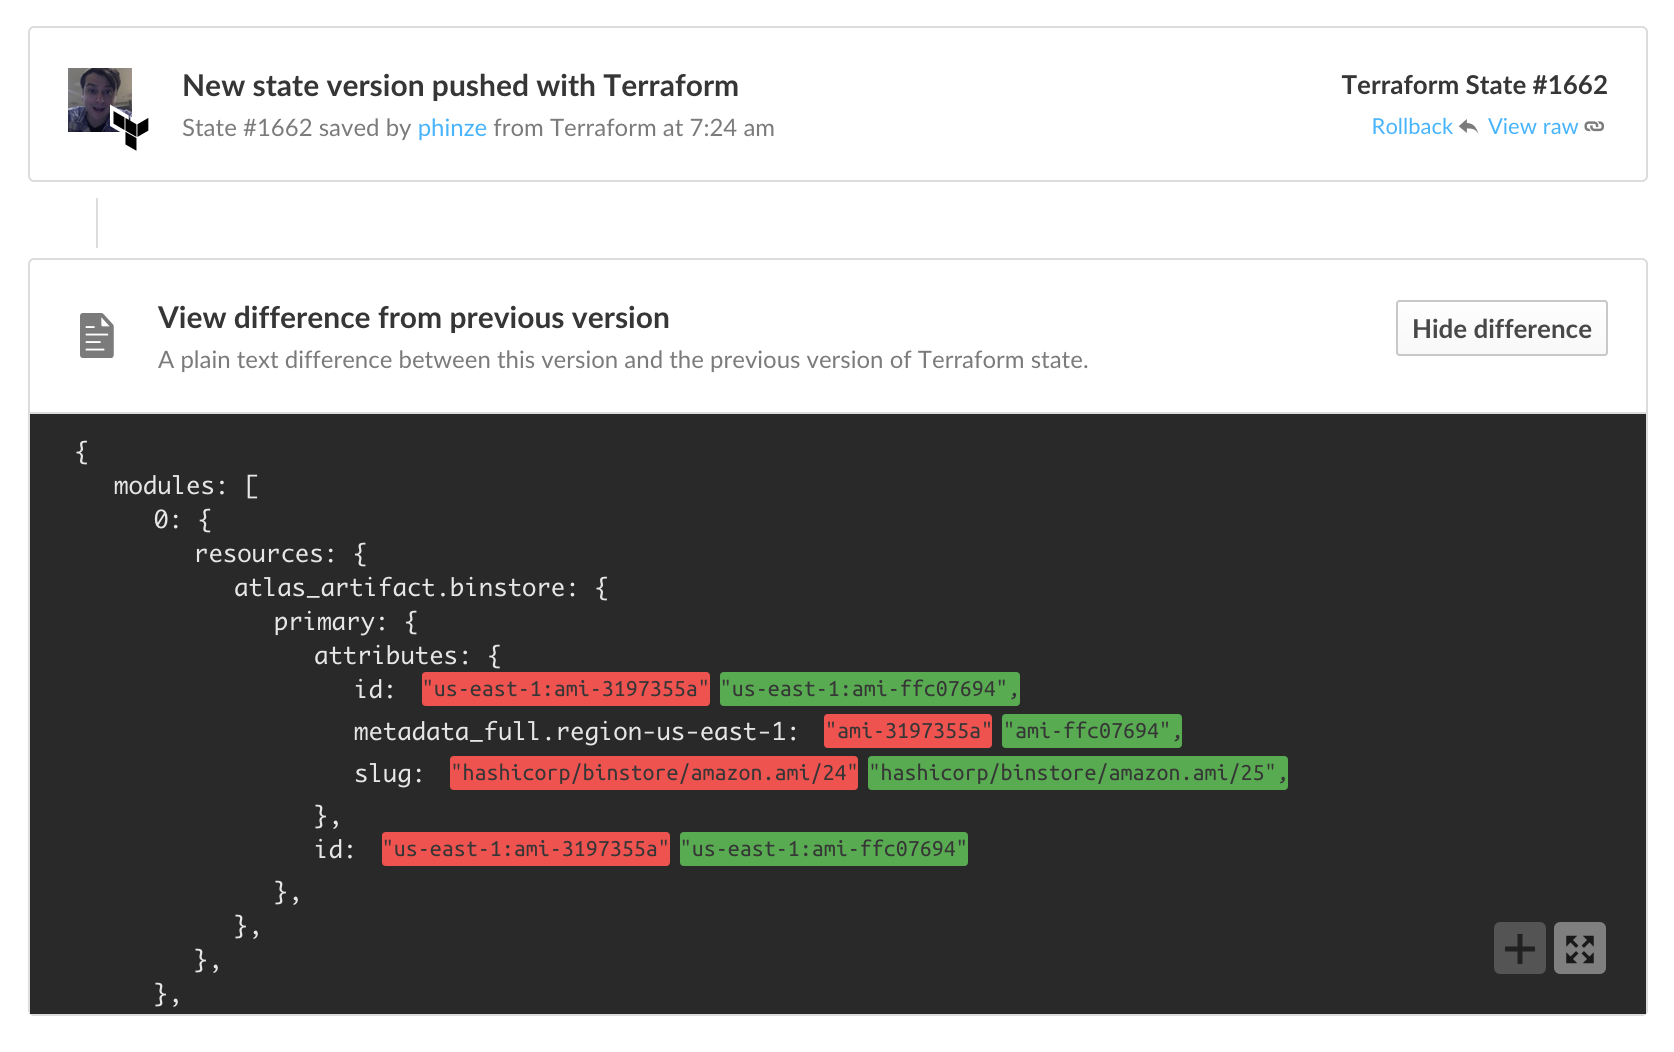 New state version pushed with Terraform
State #1662 saved by phinze from Terraform at 7:24 am
Terraform State #1662
Rollback View raw
View difference from previous version
A plain text difference between this version and the previous version of Terraform state.
Hide difference
{
modules: [
0: {
resources: {
atlas_artifact.binstore: {
primary: {
attributes: {
id: "us-east-1:ami-3197355a" "us-east-1:ami-ffc07694",
metadata_full.region-us-east-1: "ami-3197355a" "ami-ffc07694",
slug: "hashicorp/binstore/amazon.ami/24" "hashicorp/binstore/amazon.ami/25",
},
id: "us-east-1:ami-3197355a" "us-east-1:ami-ffc07694"
},
},
},
},